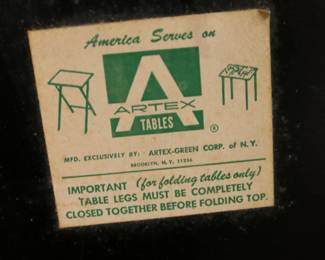 America Serves on
A
ARTEX
TABLES
®
MFD. EXCLUSIVELY BY: ARTEX-GREEN CORP. of N.Y.
BROOKLYN, N.Y. 11236
IMPORTANT (for folding tables only)
TABLE LEGS MUST BE COMPLETELY
CLOSED TOGETHER BEFORE FOLDING TOP.